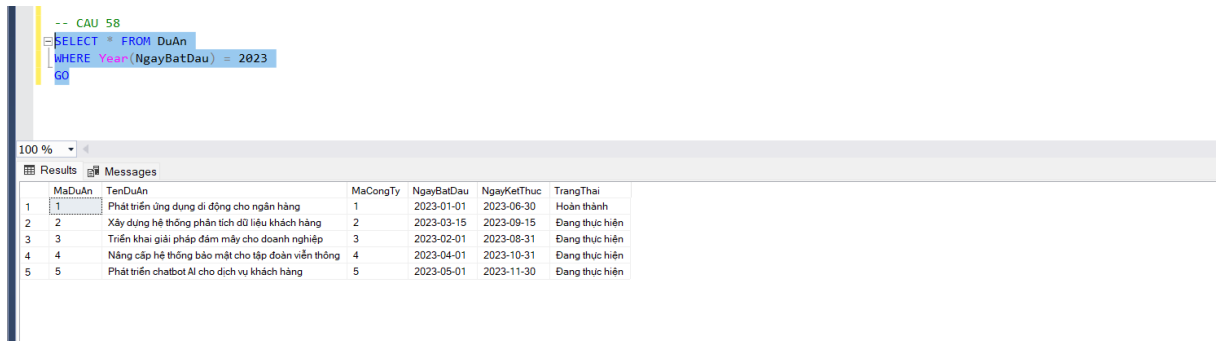 -- CAU 58
SELECT * FROM DuAn
WHERE Year(NgayBatDau) = 2023
GO
100 %
Results Messages
MaDuAn TenDuAn MaCongTy NgayBatDau NgayKetThuc TrangThai
1 1 Phát triển ứng dụng di động cho ngân hàng 1 2023-01-01 2023-06-30 Hoàn thành
2 2 Xây dựng hệ thống phân tích dữ liệu khách hàng 2 2023-03-15 2023-09-15 Đang thực hiện
3 3 Triển khai giải pháp đám mây cho doanh nghiệp 3 2023-02-01 2023-08-31 Đang thực hiện
4 4 Nâng cấp hệ thống bảo mật cho tập đoàn viễn thông 4 2023-04-01 2023-10-31 Đang thực hiện
5 5 Phát triển chatbot AI cho dịch vụ khách hàng 5 2023-05-01 2023-11-30 Đang thực hiện